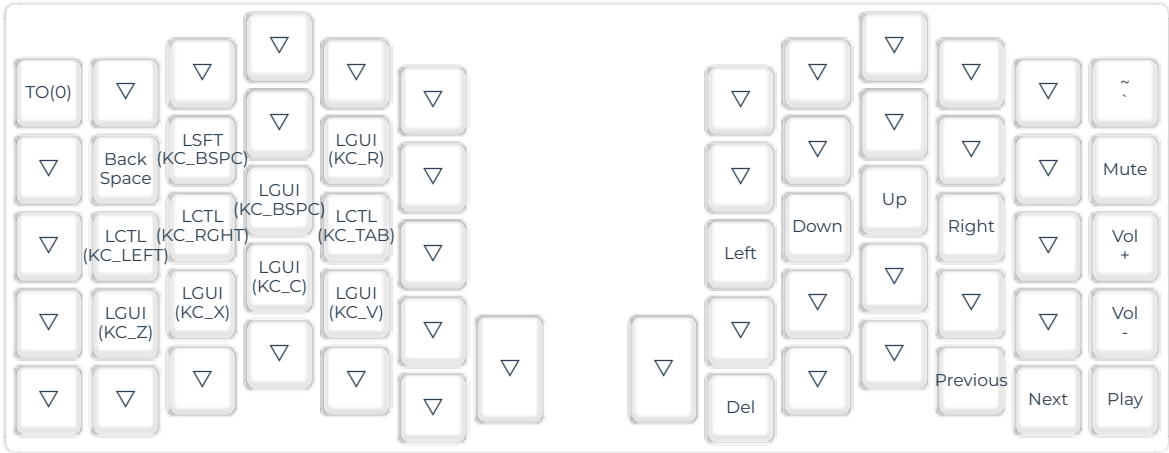 TO(0)
~
`
LSFT
(KC_BSPC)
LGUI
(KC_R)
Back
Space
Mute
LGUI
(KC_BSPC)
Up
LCTL
(KC_LEFT)
LCTL
(KC_RGHT)
LCTL
(KC_TAB)
Left
Down
Right
Vol
+
LGUI
(KC_Z)
LGUI
(KC_X)
LGUI
(KC_C)
LGUI
(KC_V)
Vol
-
Del
Previous
Next
Play